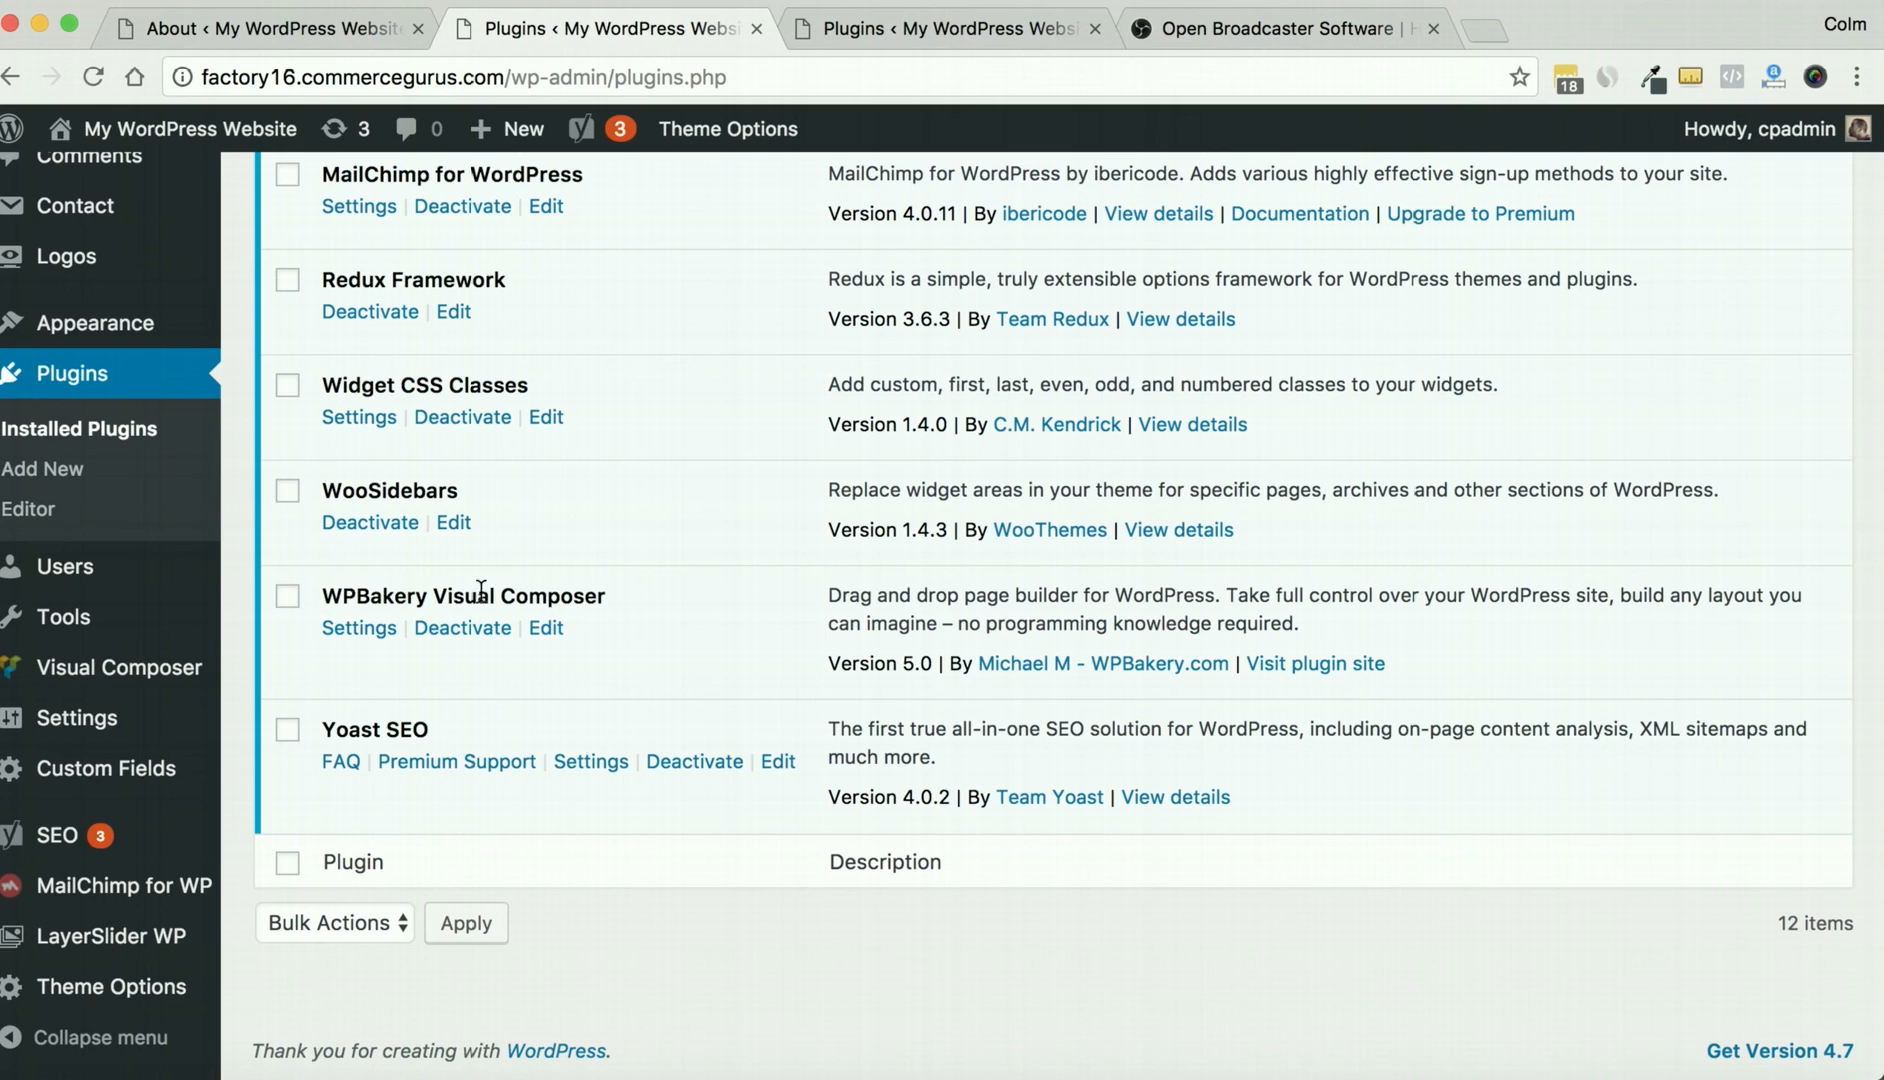 About ‹ My WordPress Website
Plugins ‹ My WordPress Websi
Plugins ‹ My WordPress Websi
Open Broadcaster Software |
Colm
factory16.commercegurus.com/wp-admin/plugins.php
18
My WordPress Website
3
0
New
3
Theme Options
Howdy, cpadmin
Comments
Contact
Logos
Appearance
Plugins
Installed Plugins
Add New
Editor
Users
Tools
Visual Composer
Settings
Custom Fields
SEO 3
MailChimp for WP
LayerSlider WP
Theme Options
Collapse menu
MailChimp for WordPress
Settings | Deactivate | Edit
MailChimp for WordPress by ibericode. Adds various highly effective sign-up methods to your site.
Version 4.0.11 | By ibericode | View details | Documentation | Upgrade to Premium
Redux Framework
Deactivate | Edit
Redux is a simple, truly extensible options framework for WordPress themes and plugins.
Version 3.6.3 | By Team Redux | View details
Widget CSS Classes
Settings | Deactivate | Edit
Add custom, first, last, even, odd, and numbered classes to your widgets.
Version 1.4.0 | By C.M. Kendrick | View details
WooSidebars
Deactivate | Edit
Replace widget areas in your theme for specific pages, archives and other sections of WordPress.
Version 1.4.3 | By WooThemes | View details
WPBakery Visual Composer
Settings | Deactivate | Edit
Drag and drop page builder for WordPress. Take full control over your WordPress site, build any layout you
can imagine – no programming knowledge required.
Version 5.0 | By Michael M - WPBakery.com | Visit plugin site
Yoast SEO
FAQ | Premium Support | Settings | Deactivate | Edit
The first true all-in-one SEO solution for WordPress, including on-page content analysis, XML sitemaps and
much more.
Version 4.0.2 | By Team Yoast | View details
Plugin
Description
Bulk Actions
Apply
12 items
Thank you for creating with WordPress.
Get Version 4.7